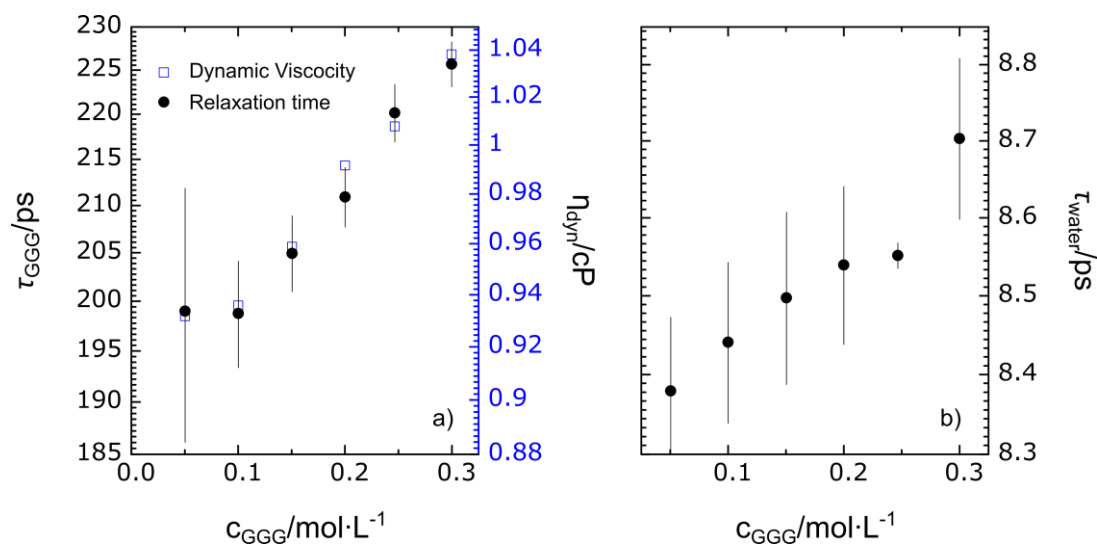 230
225
220
215
210
205
200
195
190
185
τGGG/ps
□ Dynamic Viscocity
● Relaxation time
a)
0.0 0.1 0.2 0.3
cGGG/mol·L-1
1.04
1.02
1
0.98
0.96
0.94
0.92
0.9
0.88
ηdyn/cP
b)
0.1 0.2 0.3
cGGG/mol·L-1
8.8
8.7
8.6
8.5
8.4
8.3
τwater/ps